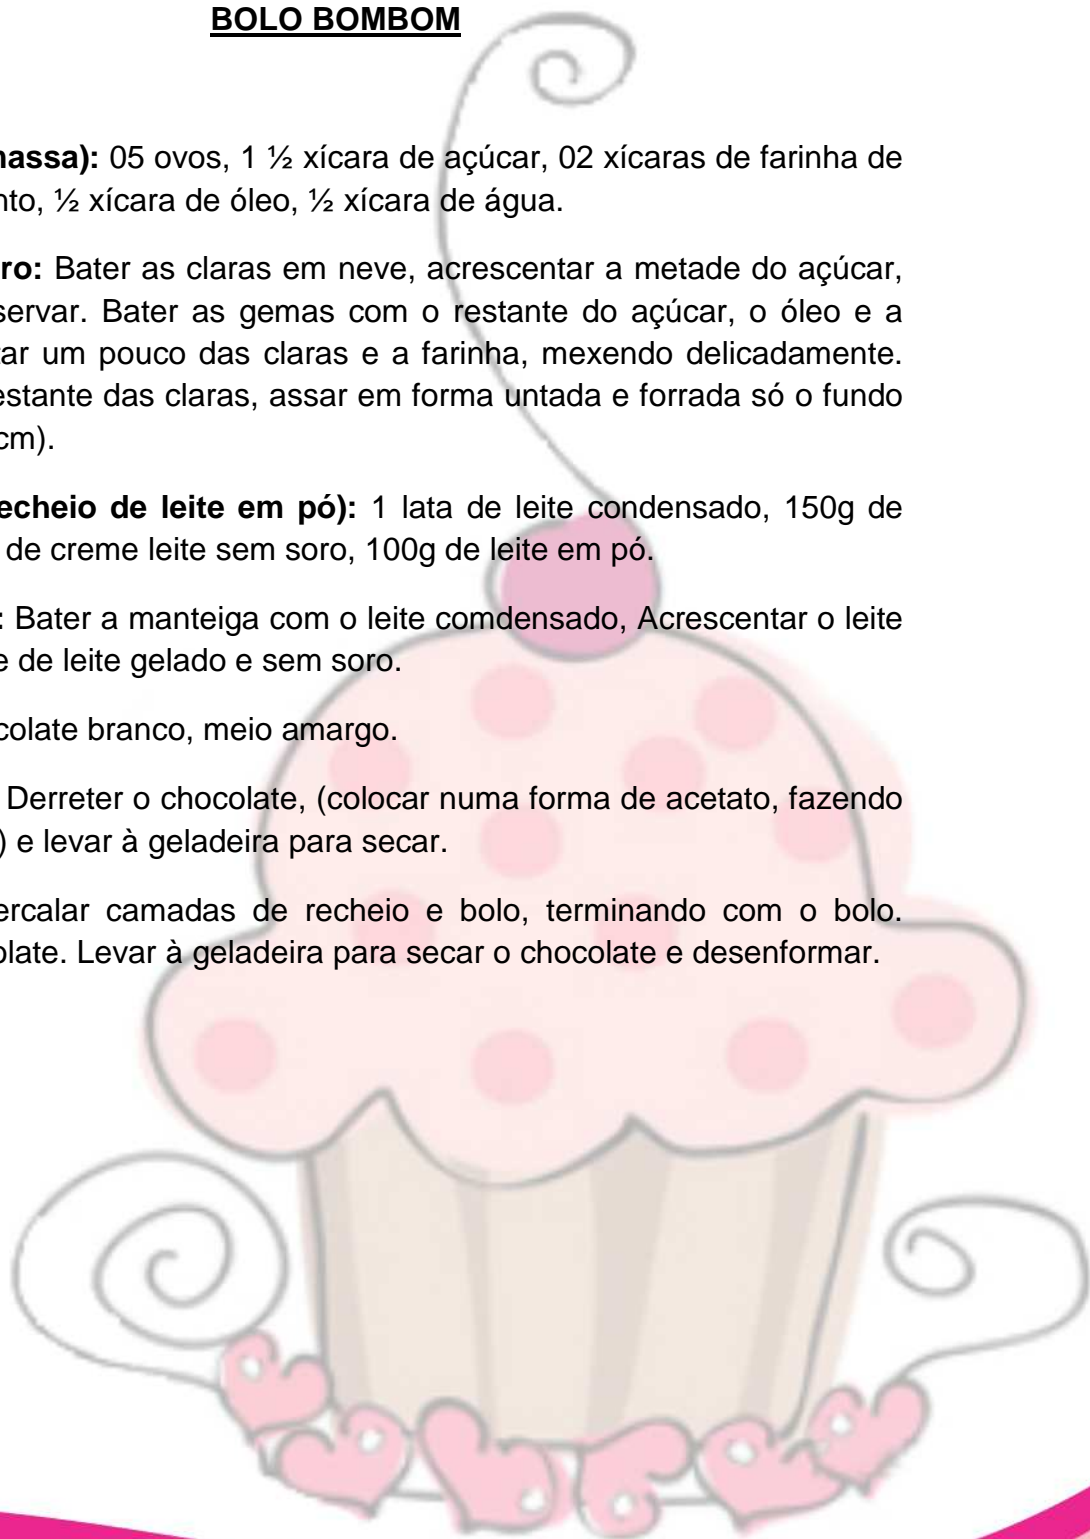 BOLO BOMBOM
massa): 05 ovos, 1 ½ xícara de açúcar, 02 xícaras de farinha de
nto, ½ xícara de óleo, ½ xícara de água.
ro: Bater as claras em neve, acrescentar a metade do açúcar,
servar. Bater as gemas com o restante do açúcar, o óleo e a
tar um pouco das claras e a farinha, mexendo delicadamente.
estante das claras, assar em forma untada e forrada só o fundo
cm).
echeio de leite em pó): 1 lata de leite condensado, 150g de
de creme leite sem soro, 100g de leite em pó.
: Bater a manteiga com o leite comdensado, Acrescentar o leite
e de leite gelado e sem soro.
colate branco, meio amargo.
Derreter o chocolate, (colocar numa forma de acetato, fazendo
) e levar à geladeira para secar.
ercalar camadas de recheio e bolo, terminando com o bolo.
olate. Levar à geladeira para secar o chocolate e desenformar.